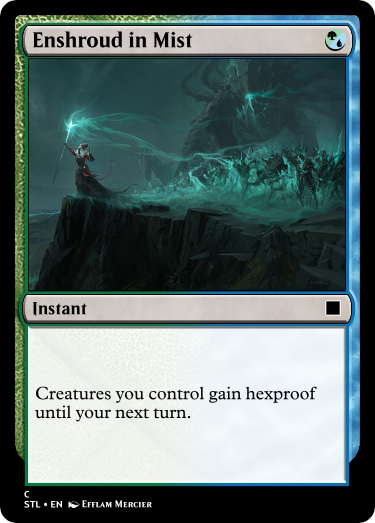 Enshroud in Mist
Instant
Creatures you control gain hexproof
until your next turn.
C
STL • EN Efflam Mercier